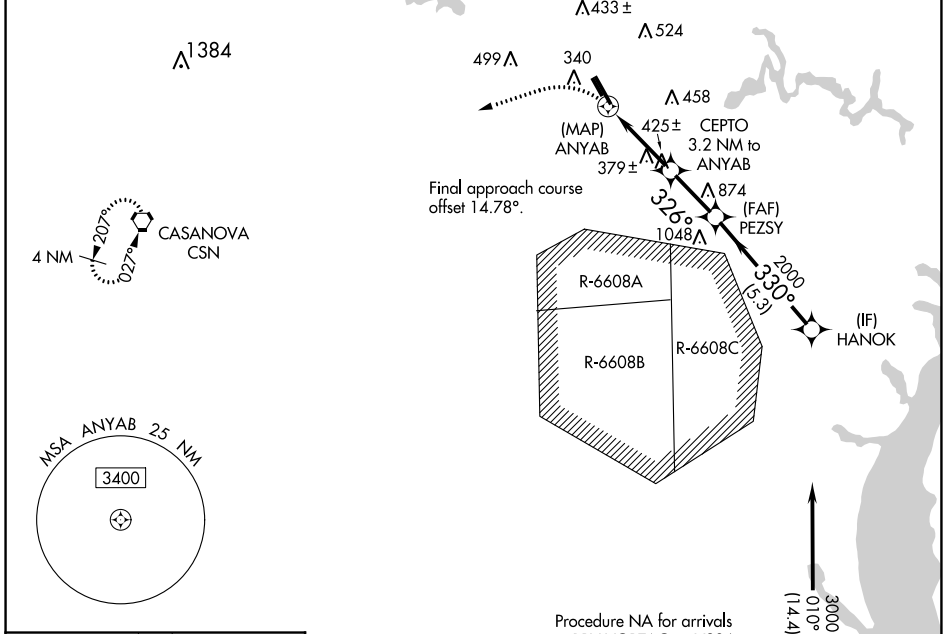 433 ±
524
1384
499
340
458
(MAP)
ANYAB
425 ±
CEPTO
3.2 NM to
ANYAB
379 ±
Final approach course
offset 14.78°.
326°
874
(FAF)
PEZSY
1048
207°
4 NM
027°
CASANOVA
CSN
2000
330°
(5.3)
R-6608A
R-6608B
R-6608C
(IF)
HANOK
MSA ANYAB 25 NM
3400
3000
010°
(14.4)
Procedure NA for arrivals